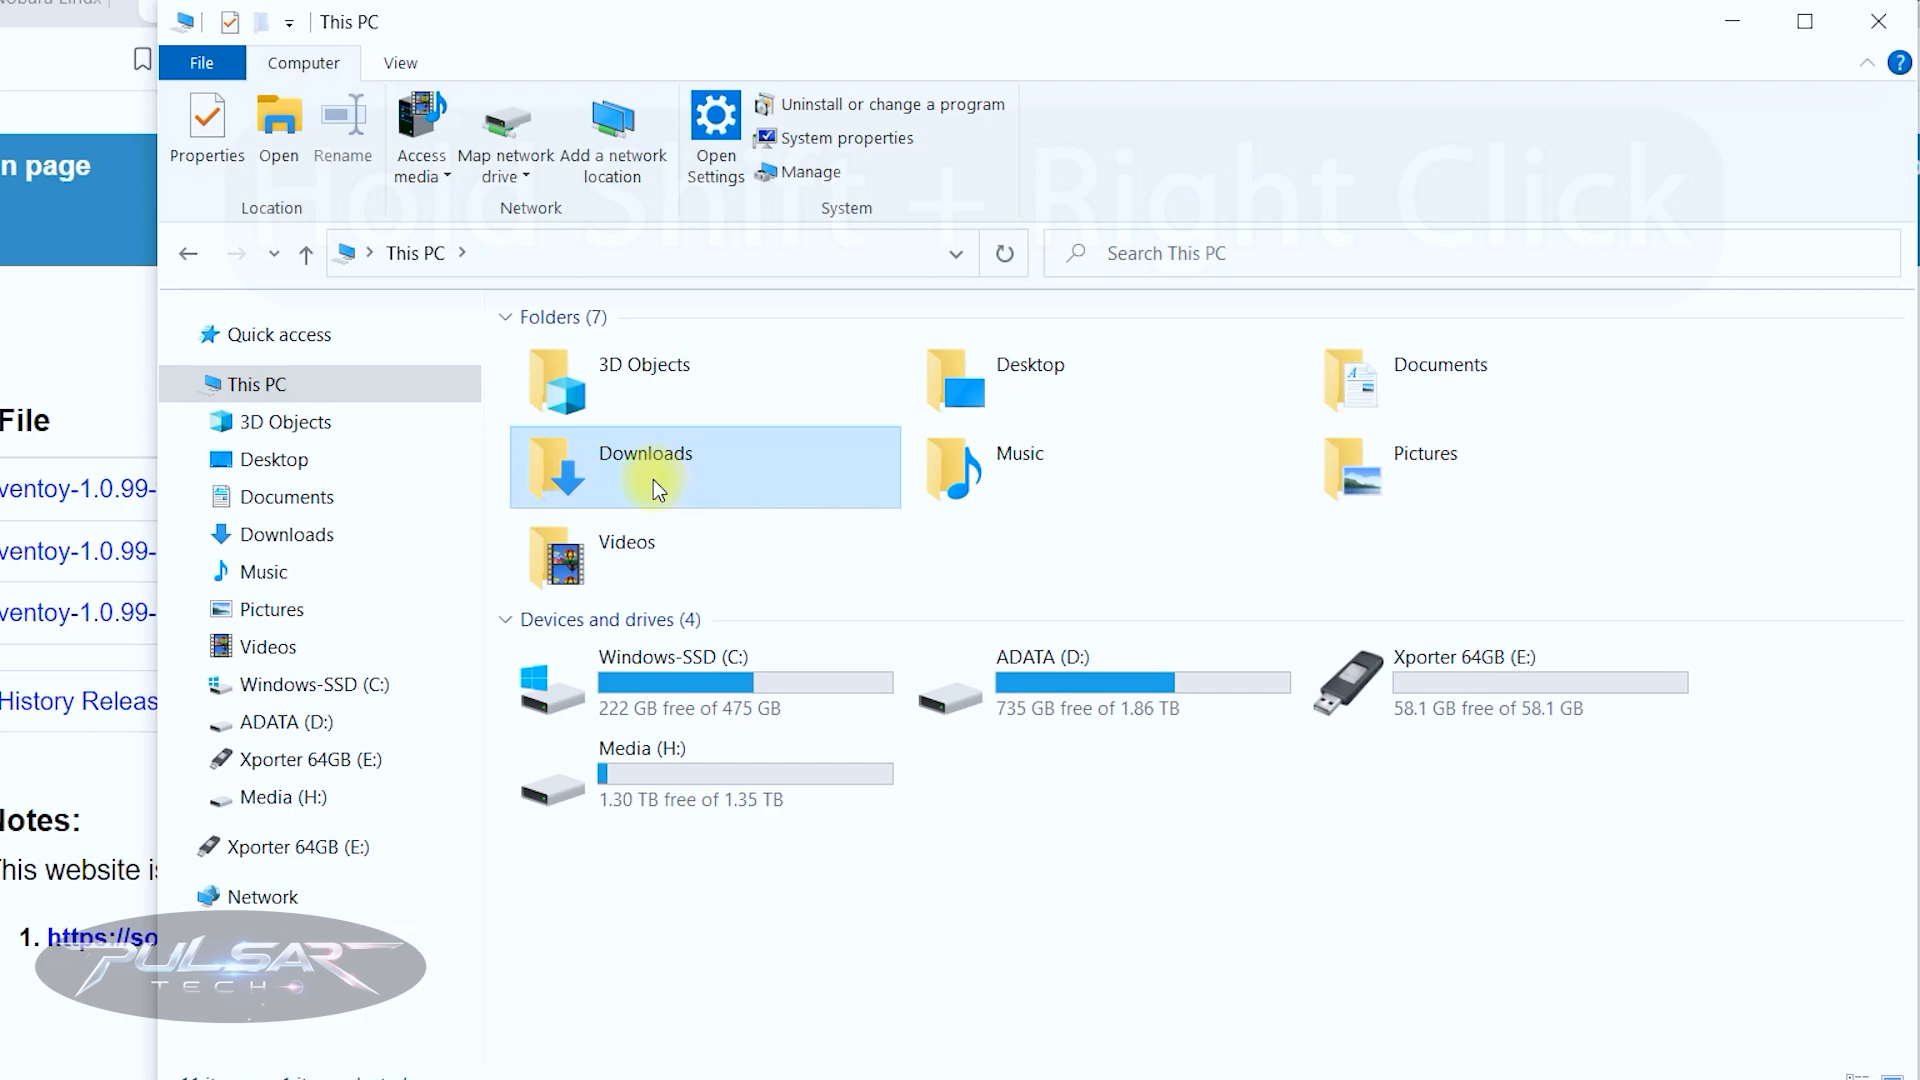 This PC
File
Computer
View
?
n page
Properties
Open
Rename
Access media
Map network drive
Add a network location
Open Settings
Uninstall or change a program
System properties
Manage
Location
Network
System
Hold Shift + Right Click
This PC
Search This PC
Quick access
This PC
3D Objects
Desktop
Documents
Downloads
Music
Pictures
Videos
Windows-SSD (C:)
ADATA (D:)
Xporter 64GB (E:)
Media (H:)
Xporter 64GB (E:)
Network
Folders (7)
3D Objects
Desktop
Documents
Downloads
Music
Pictures
Videos
Devices and drives (4)
Windows-SSD (C:)
222 GB free of 475 GB
ADATA (D:)
735 GB free of 1.86 TB
Xporter 64GB (E:)
58.1 GB free of 58.1 GB
Media (H:)
1.30 TB free of 1.35 TB
File
ventoy-1.0.99-
ventoy-1.0.99-
ventoy-1.0.99-
History Releas
Notes:
This website is
1. https://so
PULSAR
TECH